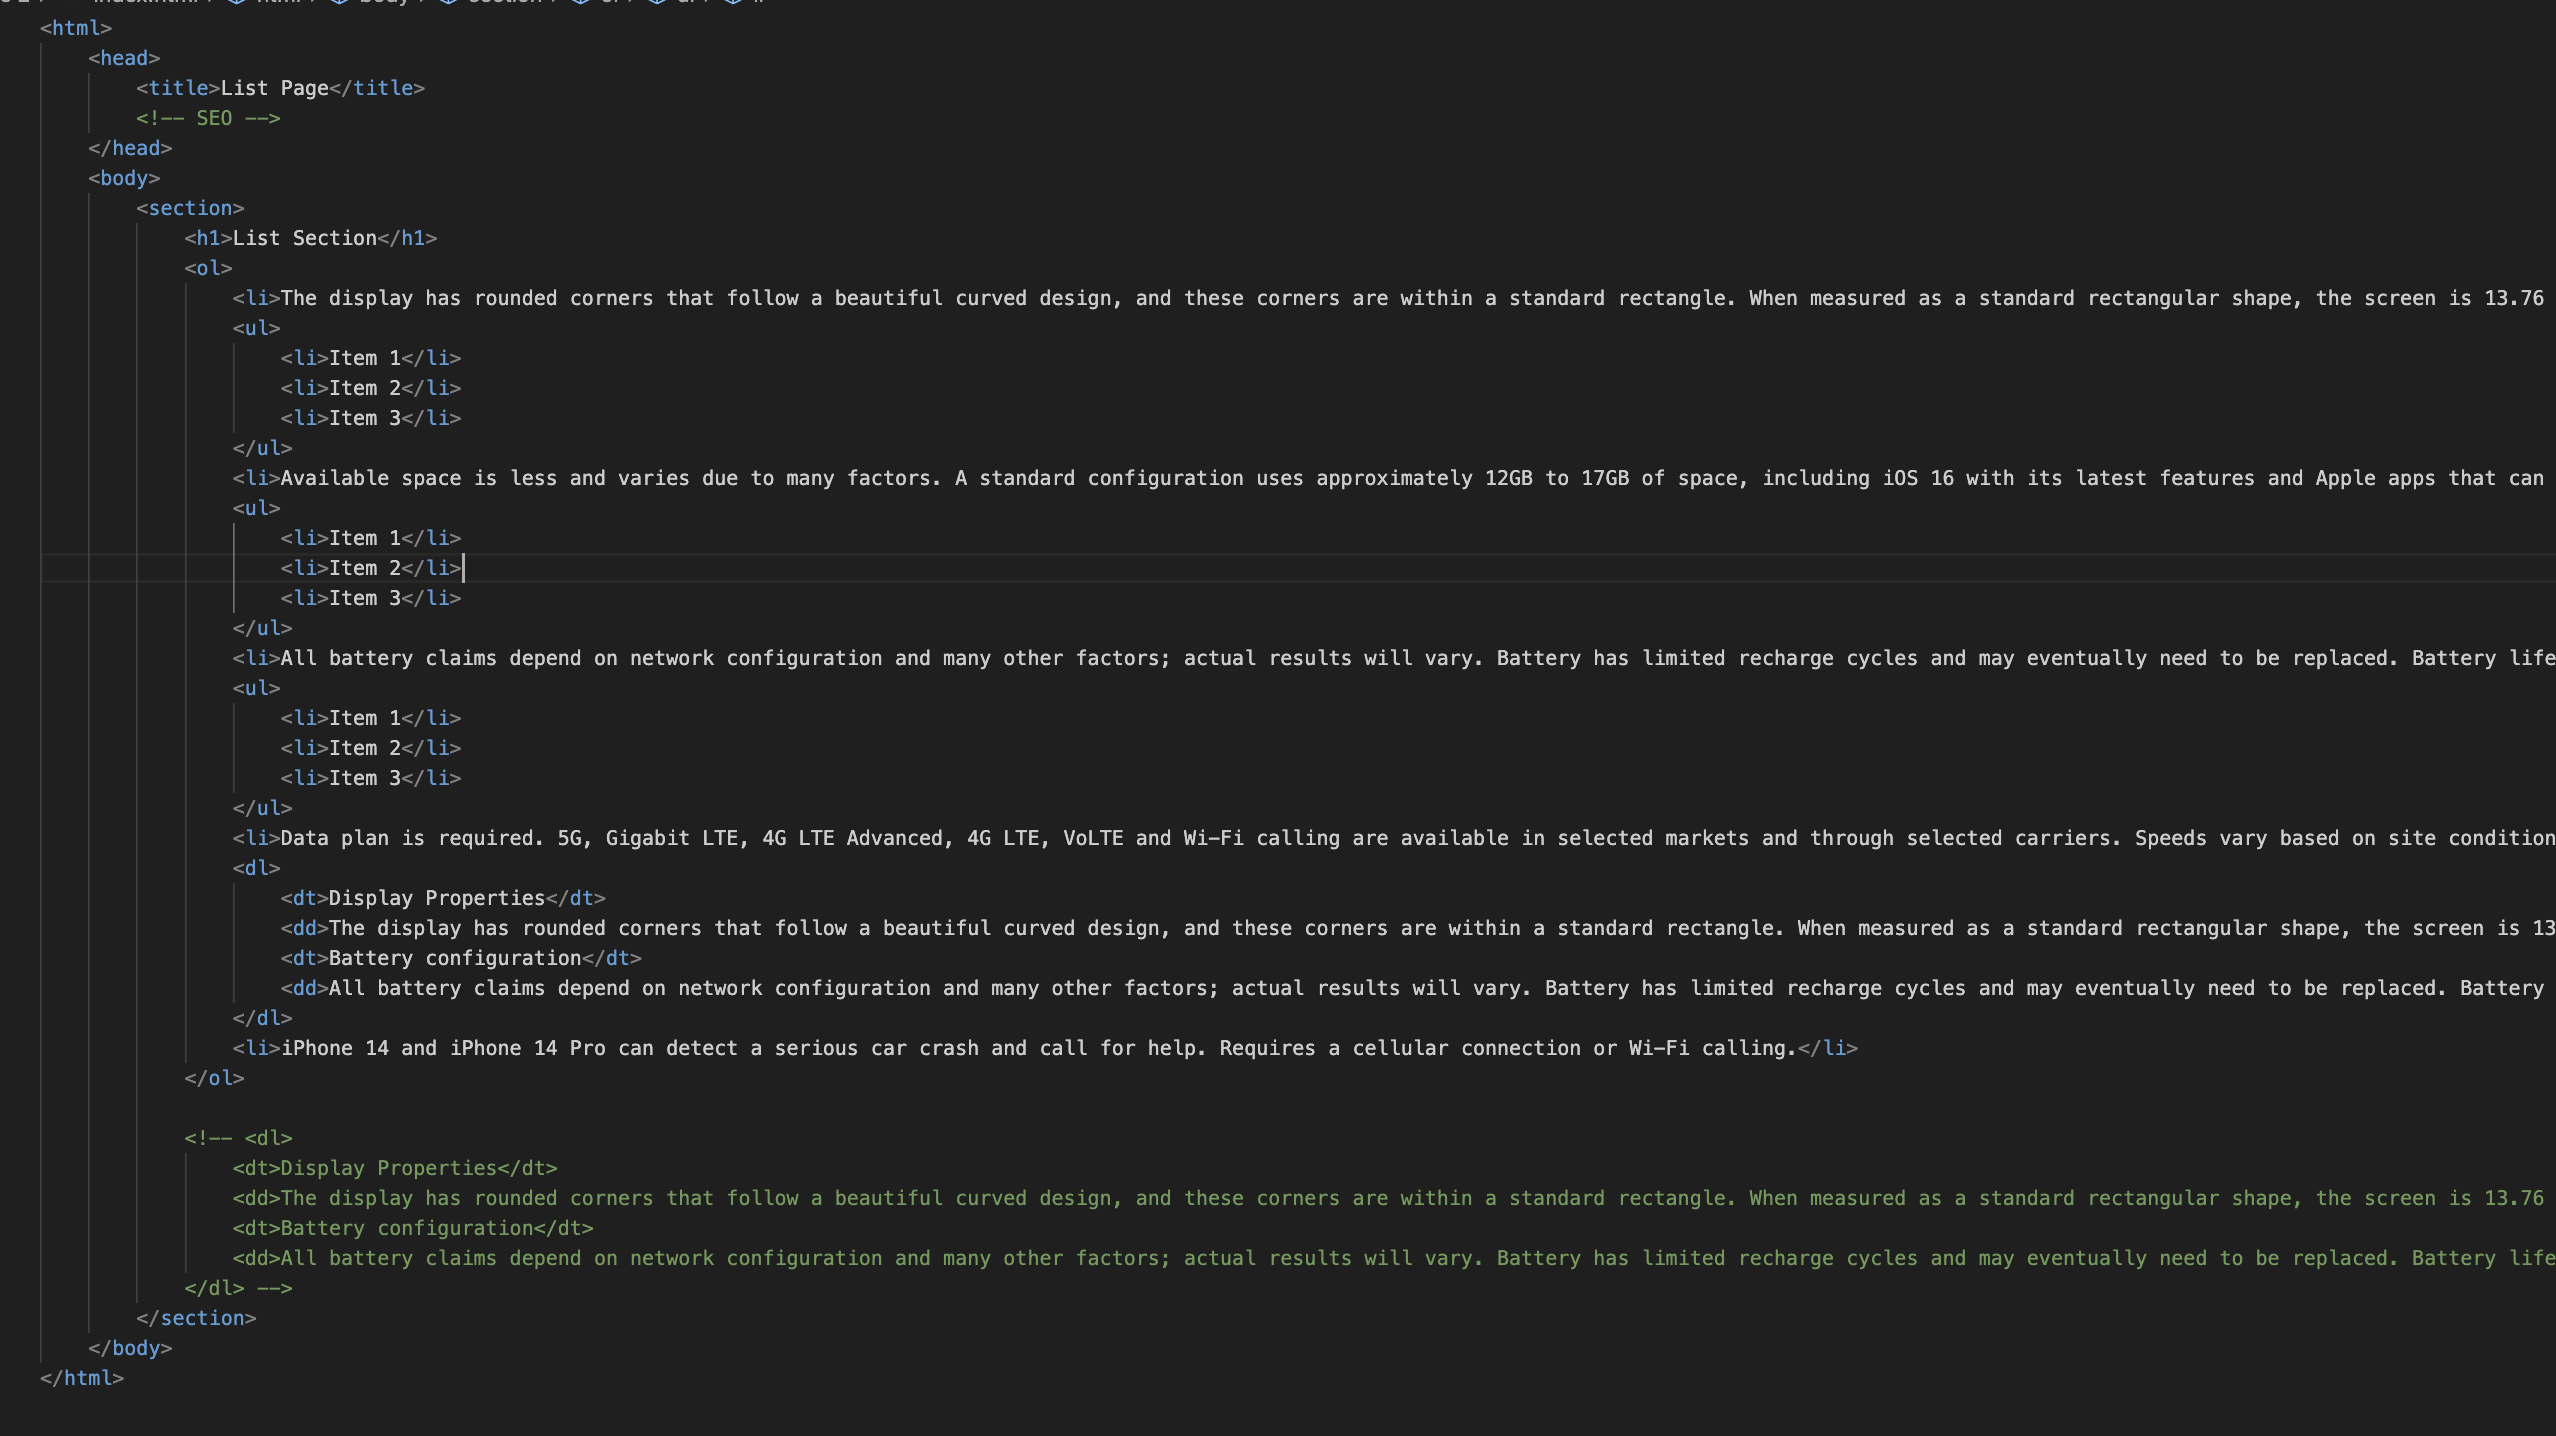 <html>
<head>
<title>List Page</title>
<!-- SEO -->
</head>
<body>
<section>
<h1>List Section</h1>
<ol>
<li>The display has rounded corners that follow a beautiful curved design, and these corners are within a standard rectangle. When measured as a standard rectangular shape, the screen is 13.76
<ul>
<li>Item 1</li>
<li>Item 2</li>
<li>Item 3</li>
</ul>
<li>Available space is less and varies due to many factors. A standard configuration uses approximately 12GB to 17GB of space, including iOS 16 with its latest features and Apple apps that can
<ul>
<li>Item 1</li>
<li>Item 2</li>
<li>Item 3</li>
</ul>
<li>All battery claims depend on network configuration and many other factors; actual results will vary. Battery has limited recharge cycles and may eventually need to be replaced. Battery life
<ul>
<li>Item 1</li>
<li>Item 2</li>
<li>Item 3</li>
</ul>
<li>Data plan is required. 5G, Gigabit LTE, 4G LTE Advanced, 4G LTE, VoLTE and Wi-Fi calling are available in selected markets and through selected carriers. Speeds vary based on site condition
<dl>
<dt>Display Properties</dt>
<dd>The display has rounded corners that follow a beautiful curved design, and these corners are within a standard rectangle. When measured as a standard rectangular shape, the screen is 13
<dt>Battery configuration</dt>
<dd>All battery claims depend on network configuration and many other factors; actual results will vary. Battery has limited recharge cycles and may eventually need to be replaced. Battery
</dl>
<li>iPhone 14 and iPhone 14 Pro can detect a serious car crash and call for help. Requires a cellular connection or Wi-Fi calling.</li>
</ol>
<!-- <dl>
<dt>Display Properties</dt>
<dd>The display has rounded corners that follow a beautiful curved design, and these corners are within a standard rectangle. When measured as a standard rectangular shape, the screen is 13.76
<dt>Battery configuration</dt>
<dd>All battery claims depend on network configuration and many other factors; actual results will vary. Battery has limited recharge cycles and may eventually need to be replaced. Battery life
</dl> -->
</section>
</body>
</html>